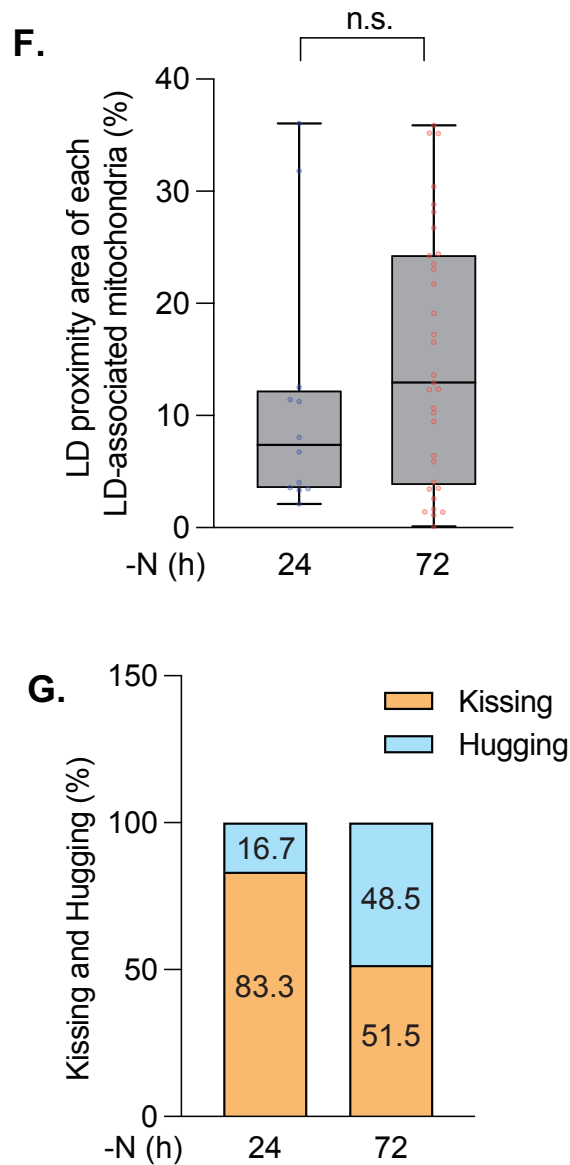 F.
n.s.
LD proximity area of each
LD-associated mitochondria (%)
40
30
20
10
0
-N (h) 24 72
G.
Kissing and Hugging (%)
150
100
50
0
Kissing
Hugging
16.7
83.3
48.5
51.5
-N (h) 24 72